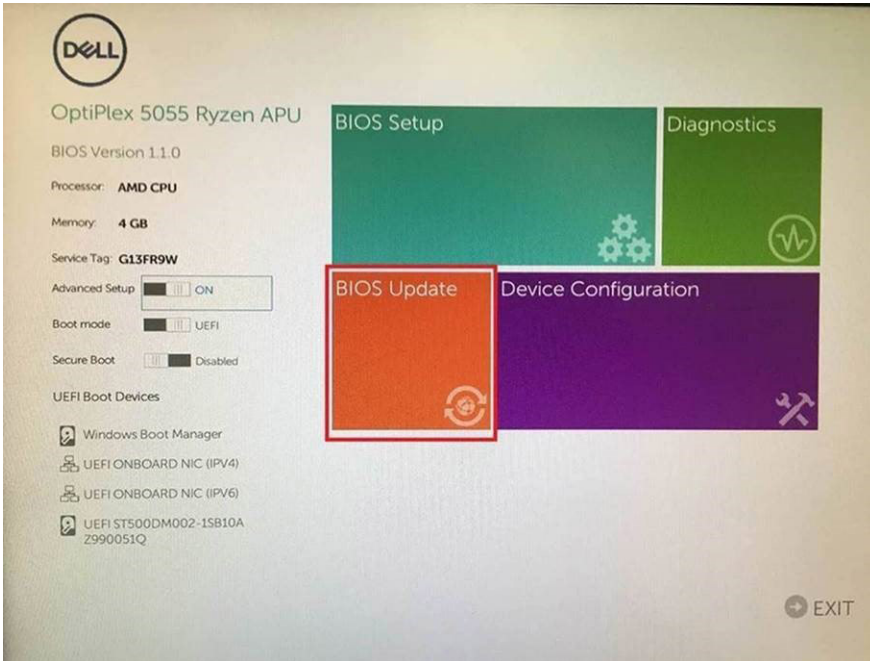 DELL
OptiPlex 5055 Ryzen APU
BIOS Version 1.1.0
Processor: AMD CPU
Memory: 4 GB
Service Tag: G13FR9W
Advanced Setup ON
Boot mode UEFI
Secure Boot Disabled
UEFI Boot Devices
Windows Boot Manager
UEFI ONBOARD NIC (IPV4)
UEFI ONBOARD NIC (IPV6)
UEFI ST500DM002-1SB10A
Z990051Q
BIOS Setup
Diagnostics
BIOS Update
Device Configuration
EXIT